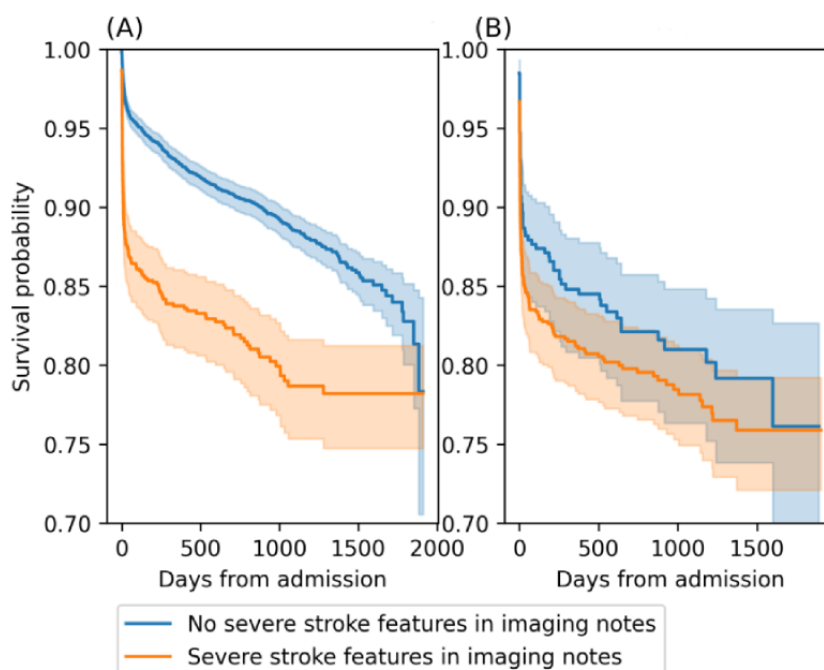 (A)
(B)
1.00
0.95
0.90
0.85
0.80
0.75
0.70
Survival probability
0 500 1000 1500 2000
Days from admission
1.00
0.95
0.90
0.85
0.80
0.75
0.70
0 500 1000 1500
Days from admission
No severe stroke features in imaging notes
Severe stroke features in imaging notes